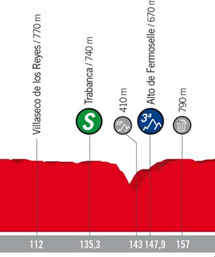 Villaseco de los Reyes / 770 m
Trabanca / 740 m
S
410 m
Alto de Fermoselle / 670 m
3ª
790 m
112
135,3
143
147,9
157